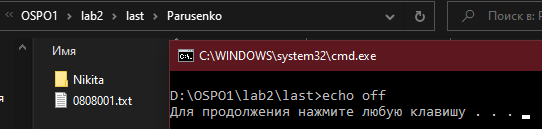 OSPO1 > lab2 > last > Parusenko
Поиск в: P
Имя
Nikita
0808001.txt
C:\WINDOWS\system32\cmd.exe
D:\OSPO1\lab2\last>echo off
Для продолжения нажмите любую клавишу . . .